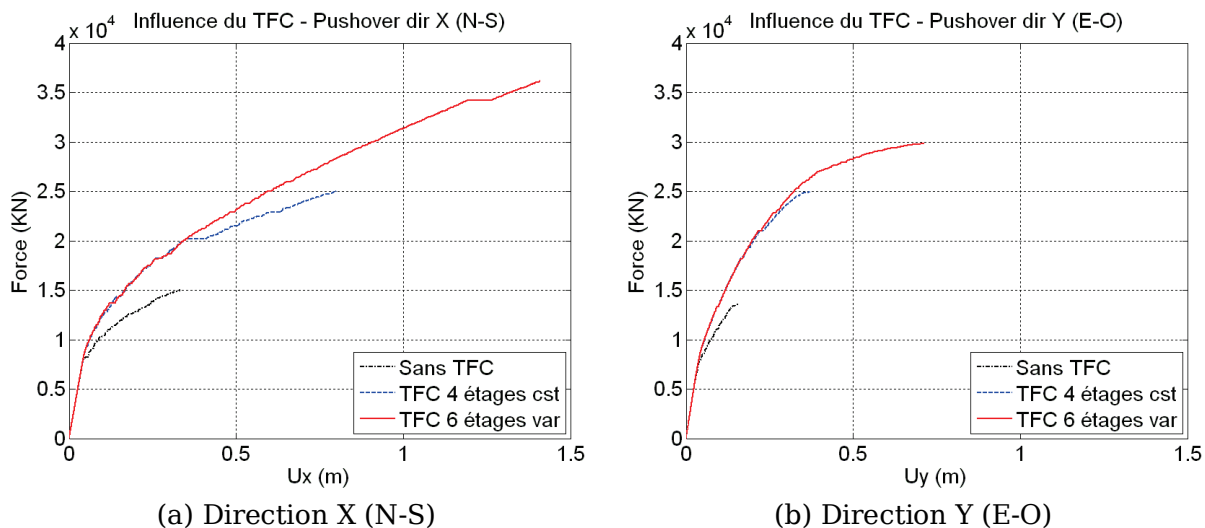 Influence du TFC - Pushover dir X (N-S)
x 10^4
4
3.5
3
2.5
2
1.5
1
0.5
0
Force (KN)
Sans TFC
TFC 4 étages cst
TFC 6 étages var
0
0.5
1
1.5
Ux (m)
(a) Direction X (N-S)
Influence du TFC - Pushover dir Y (E-O)
x 10^4
4
3.5
3
2.5
2
1.5
1
0.5
0
Force (KN)
Sans TFC
TFC 4 étages cst
TFC 6 étages var
0
0.5
1
1.5
Uy (m)
(b) Direction Y (E-O)